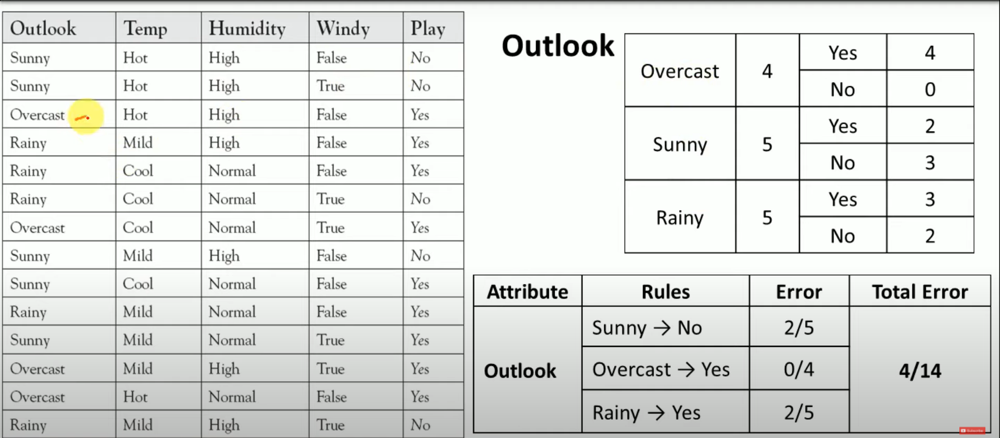 Outlook Temp Humidity Windy Play
Sunny Hot High False No
Sunny Hot High True No
Overcast Hot High False Yes
Rainy Mild High False Yes
Rainy Cool Normal False Yes
Rainy Cool Normal True No
Overcast Cool Normal True Yes
Sunny Mild High False No
Sunny Cool Normal False Yes
Rainy Mild Normal False Yes
Sunny Mild Normal True Yes
Overcast Mild High True Yes
Overcast Hot Normal False Yes
Rainy Mild High True No
Outlook
Overcast 4 Yes 4
No 0
Sunny 5 Yes 2
No 3
Rainy 5 Yes 3
No 2
Attribute Rules Error Total Error
Outlook Sunny → No 2/5 4/14
Overcast → Yes 0/4
Rainy → Yes 2/5
Subscribe